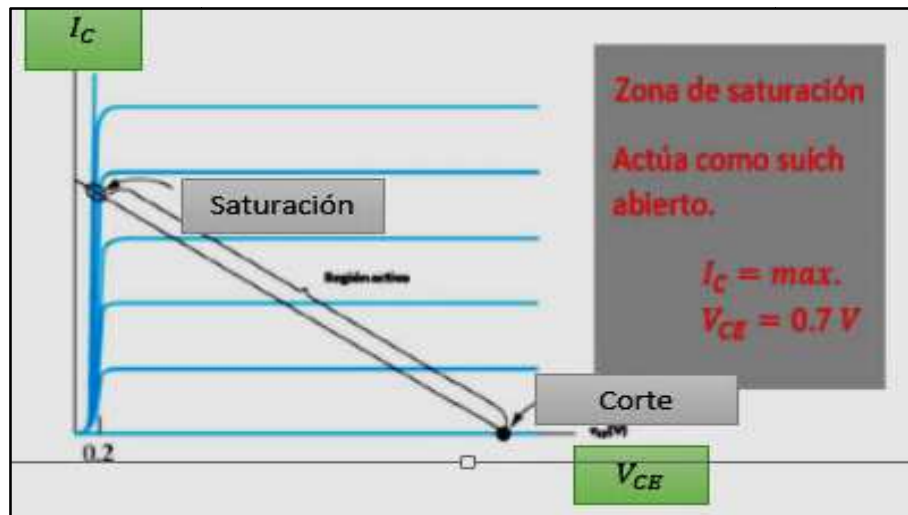 I_C
Zona de saturación
Actúa como suich
abierto.
I_C = max.
V_CE = 0.7 V
Saturación
Región activa
Corte
0.2
V_CE